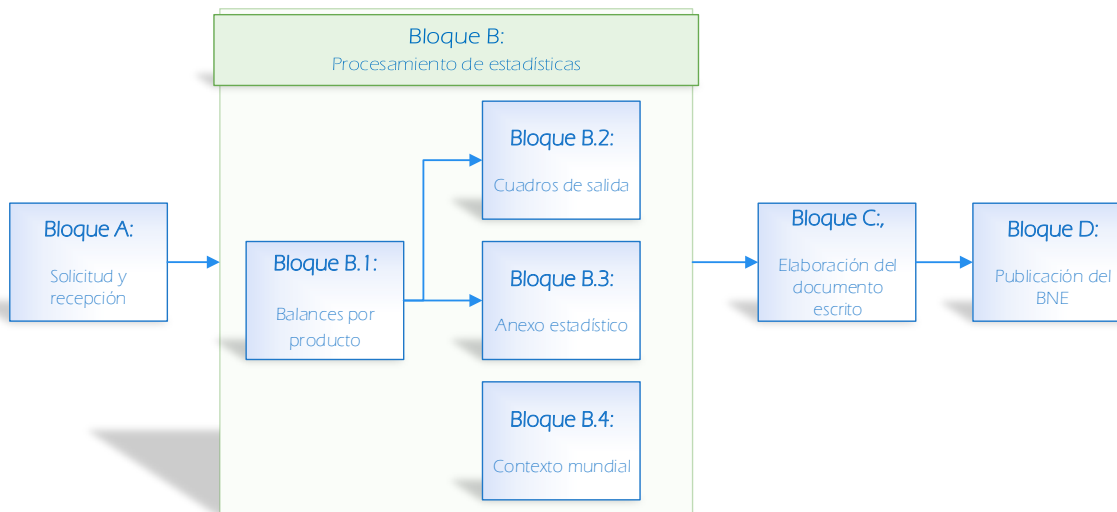 Bloque B:
Procesamiento de estadísticas
Bloque A:
Solicitud y
recepción
Bloque B.1:
Balances por
producto
Bloque B.2:
Cuadros de salida
Bloque B.3:
Anexo estadístico
Bloque B.4:
Contexto mundial
Bloque C:,
Elaboración del
documento
escrito
Bloque D:
Publicación del
BNE